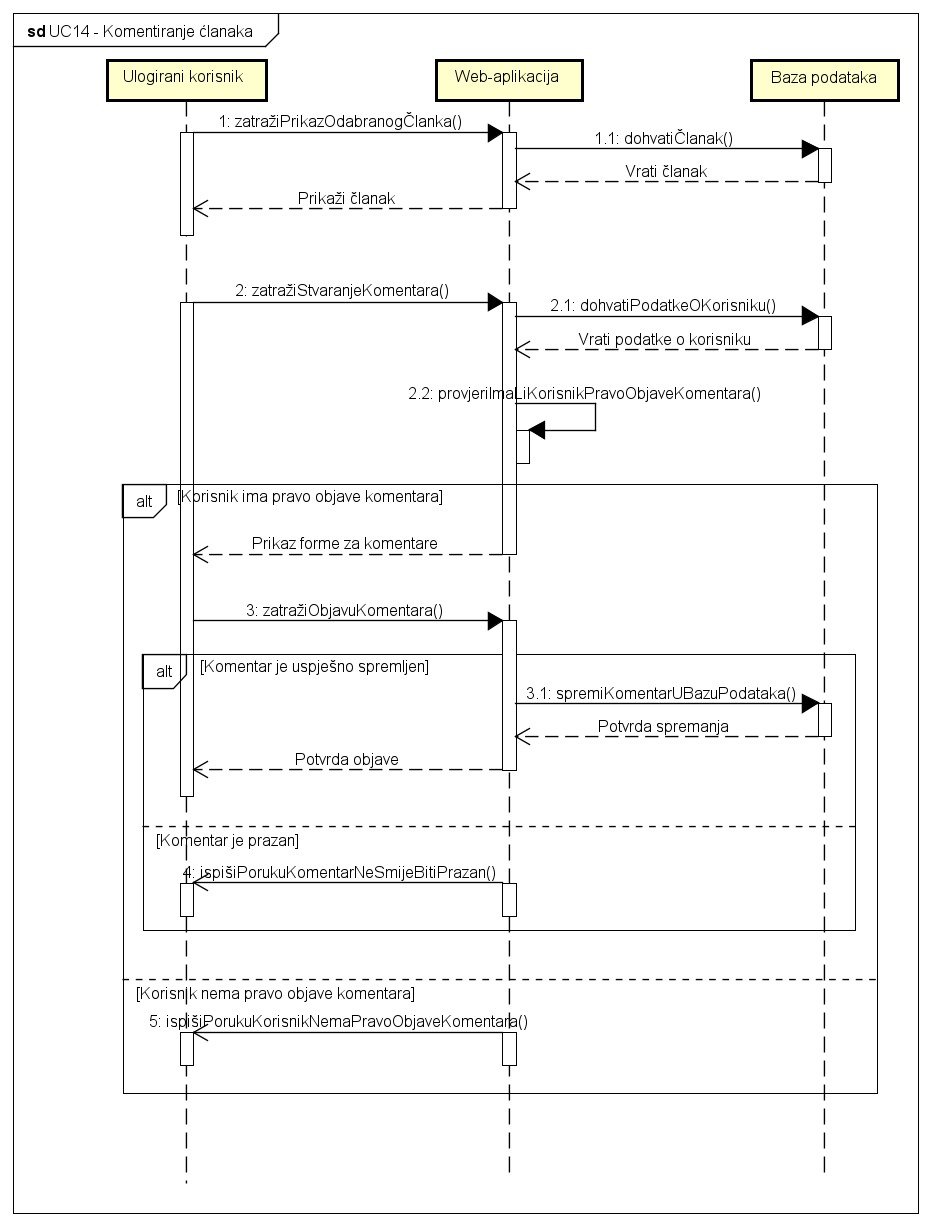 sd UC14 - Komentiranje članaka
Ulogirani korisnik
Web-aplikacija
Baza podataka
1: zatražiPrikazOdabranogČlanka()
1.1: dohvatiČlanak()
Vrati članak
Prikaži članak
2: zatražiStvaranjeKomentara()
2.1: dohvatiPodatkeOKorisniku()
Vrati podatke o korisniku
2.2: provjeriImaLiKorisnikPravoObjaveKomentara()
alt
[Korisnik ima pravo objave komentara]
Prikaz forme za komentare
3: zatražiObjavuKomentara()
alt
[Komentar je uspješno spremljen]
3.1: spremiKomentarUBazuPodataka()
Potvrda spremanja
Potvrda objave
[Komentar je prazan]
4: ispišiPorukuKomentarNeSmijeBitiPrazan()
[Korisnik nema pravo objave komentara]
5: ispišiPorukuKorisnikNemaPravoObjaveKomentara()